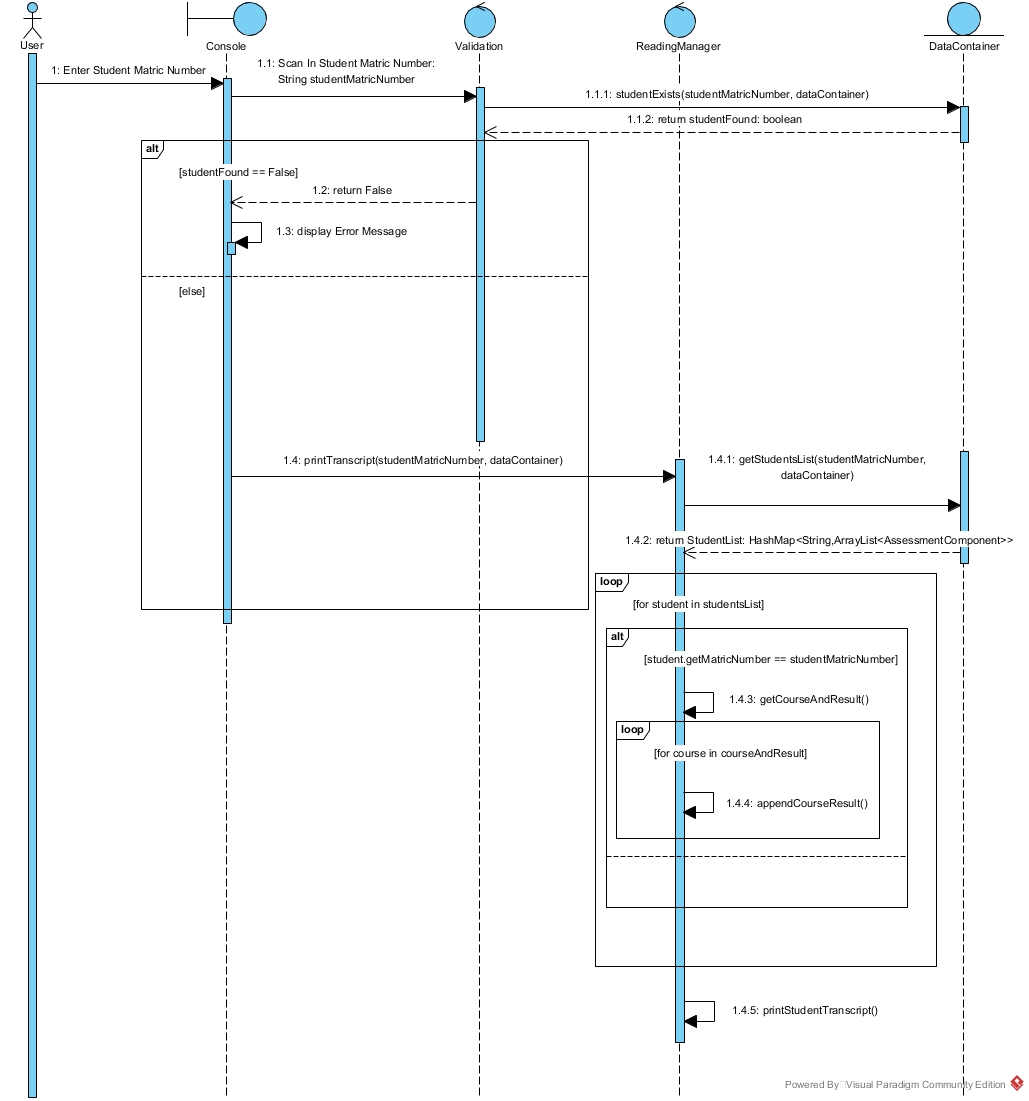 User
Console
Validation
ReadingManager
DataContainer
1: Enter Student Matric Number
1.1: Scan In Student Matric Number:
String studentMatricNumber
1.1.1: studentExists(studentMatricNumber, dataContainer)
1.1.2: return studentFound: boolean
alt
[studentFound == False]
1.2: return False
1.3: display Error Message
[else]
1.4: printTranscript(studentMatricNumber, dataContainer)
1.4.1: getStudentsList(studentMatricNumber,
dataContainer)
1.4.2: return StudentList: HashMap<String,ArrayList<AssessmentComponent>>
loop
[for student in studentsList]
alt
[student.getMatricNumber == studentMatricNumber]
1.4.3: getCourseAndResult()
loop
[for course in courseAndResult]
1.4.4: appendCourseResult()
1.4.5: printStudentTranscript()
Powered By Visual Paradigm Community Edition